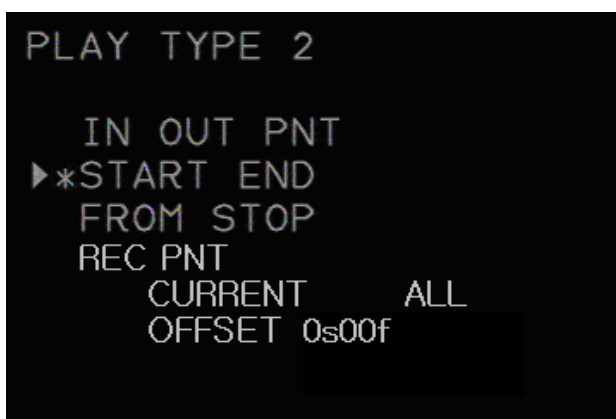 PLAY TYPE 2
IN OUT PNT
*START END
FROM STOP
REC PNT
CURRENT ALL
OFFSET 0s00f